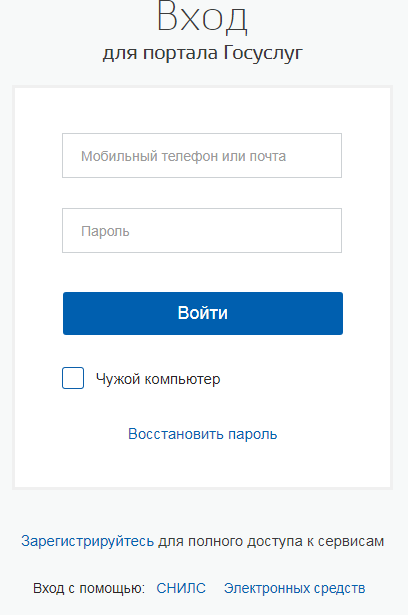 Вход
для портала Госуслуг
Мобильный телефон или почта
Пароль
Войти
Чужой компьютер
Восстановить пароль
Зарегистрируйтесь для полного доступа к сервисам
Вход с помощью: СНИЛС Электронных средств